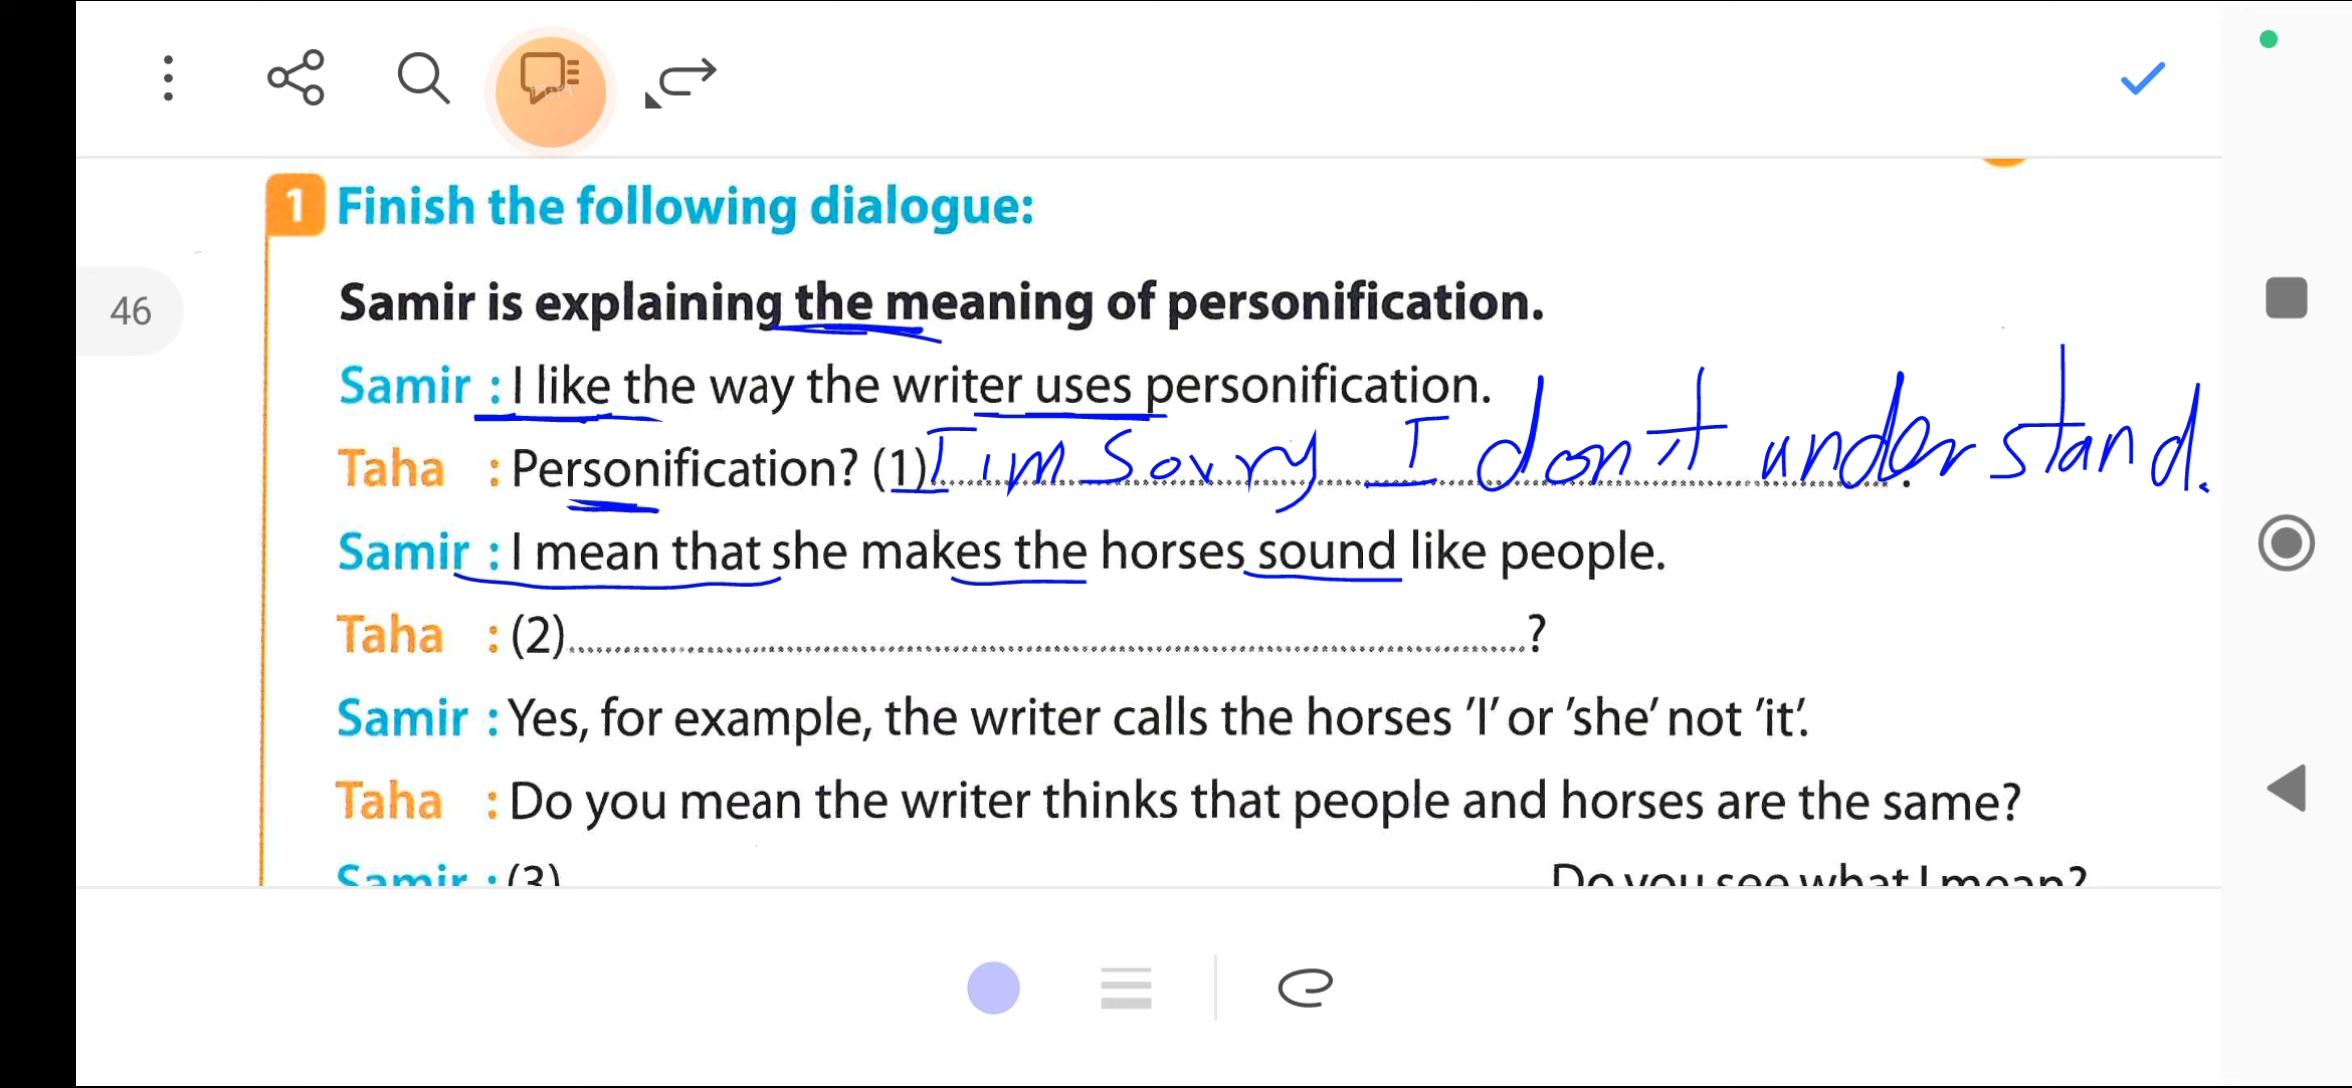 1 Finish the following dialogue:
Samir is explaining the meaning of personification.
46
Samir : I like the way the writer uses personification.
Taha : Personification? (1) I'm sorry I don't understand.
Samir : I mean that she makes the horses sound like people.
Taha : (2)..........?
Samir : Yes, for example, the writer calls the horses 'I' or 'she' not 'it'.
Taha : Do you mean the writer thinks that people and horses are the same?
Samir : (3) Do you see what I mean?